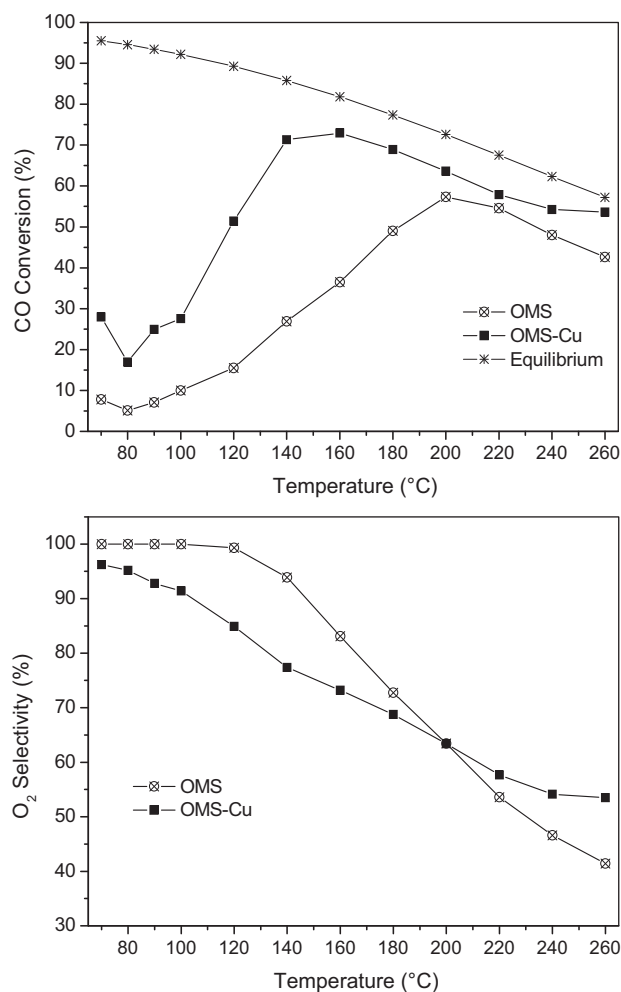 100
90
80
70
60
50
40
30
20
10
0
CO Conversion (%)
OMS
OMS-Cu
Equilibrium
80 100 120 140 160 180 200 220 240 260
Temperature (°C)
100
90
80
70
60
50
40
30
O₂ Selectivity (%)
OMS
OMS-Cu
80 100 120 140 160 180 200 220 240 260
Temperature (°C)